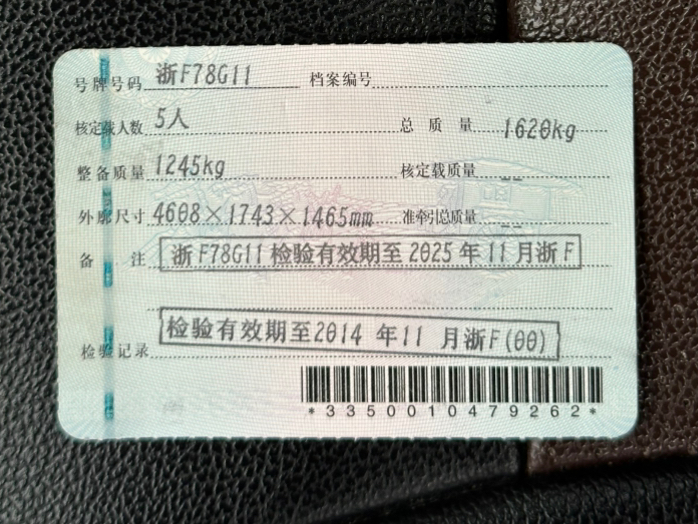 号牌号码 浙F78G11 档案编号
核定载人数 5人 总质量 1620kg
整备质量 1245kg 核定载质量 --
外廓尺寸 4608×1743×1465mm 准牵引总质量 --
备注 浙F78G11 检验有效期至 2025 年 11 月浙F
检验记录 检验有效期至2014 年11 月浙F(00)
*3350010479262*